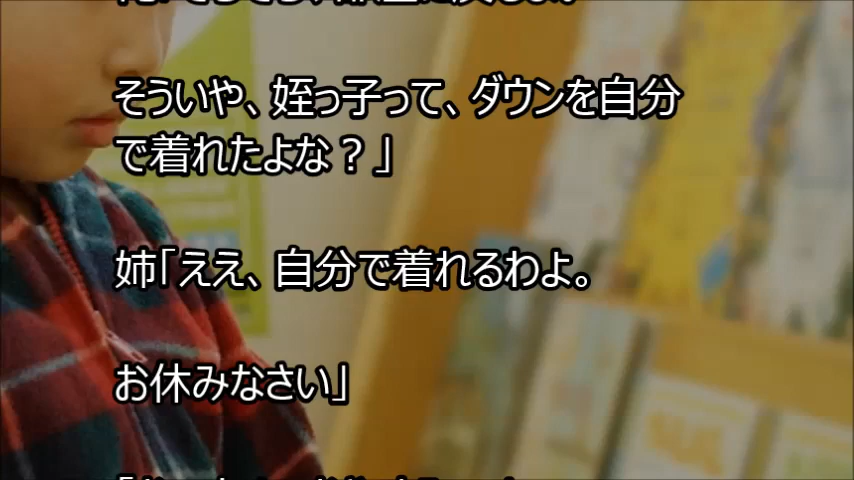 そういや、姪っ子って、ダウンを自分
で着れたよな？」
姉「ええ、自分で着れるわよ。
お休みなさい」